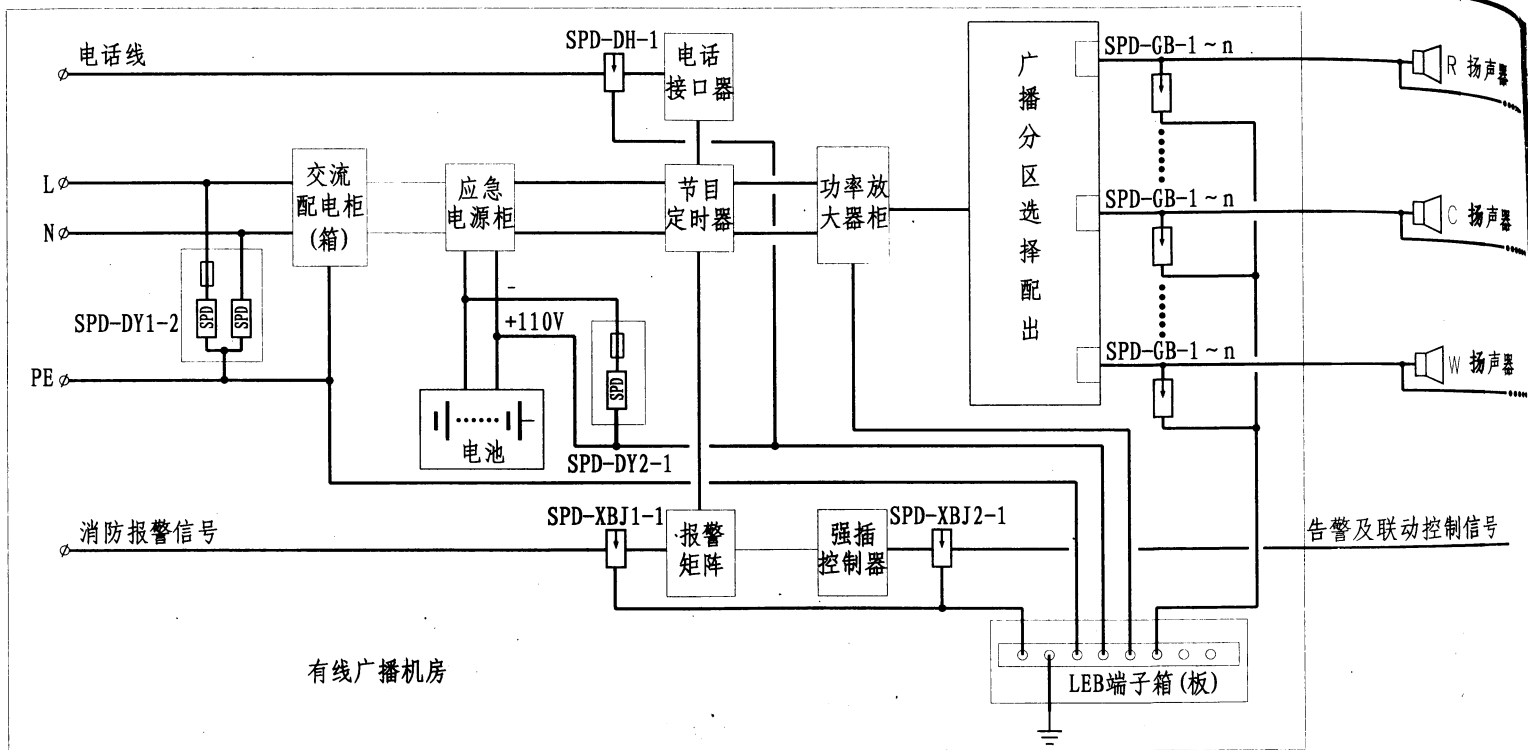 电话线
SPD-DH-1
电话
接口器
SPD-GB-1~n
R 扬声器
广播分区选择配出
L
交流
配电柜
(箱)
应急
电源柜
节目
定时器
功率放
大器柜
SPD-GB-1~n
C 扬声器
N
SPD-DY1-2
SPD
SPD
-
+110V
SPD-GB-1~n
W 扬声器
PE
SPD
电池
SPD-DY2-1
消防报警信号
SPD-XBJ1-1
报警
矩阵
强插
控制器
SPD-XBJ2-1
告警及联动控制信号
有线广播机房
LEB端子箱(板)